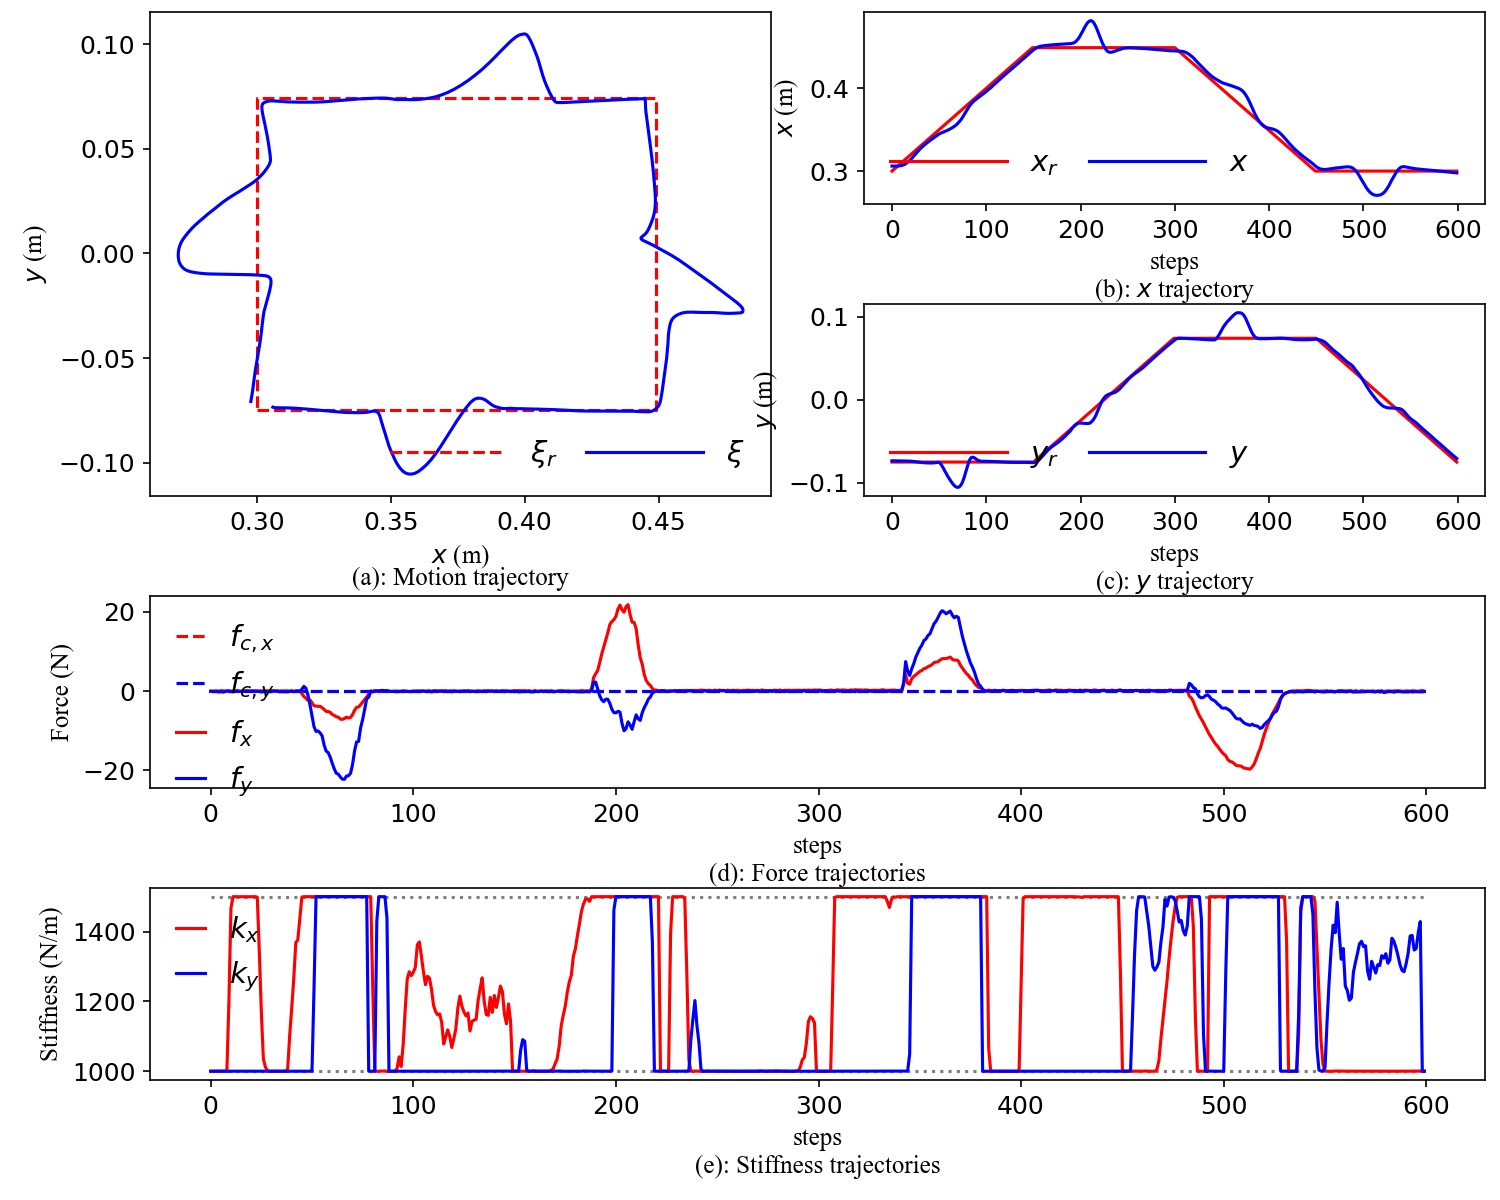 0.10
0.05
0.00
−0.05
−0.10
y (m)
ξr ξ
0.30 0.35 0.40 0.45
x (m)
(a): Motion trajectory
0.4
0.3
x (m)
xr x
0 100 200 300 400 500 600
steps
(b): x trajectory
0.1
0.0
−0.1
y (m)
yr y
0 100 200 300 400 500 600
steps
(c): y trajectory
20
0
−20
Force (N)
fc,x
fc,y
fx
fy
0 100 200 300 400 500 600
steps
(d): Force trajectories
1400
1200
1000
Stiffness (N/m)
kx
ky
0 100 200 300 400 500 600
steps
(e): Stiffness trajectories